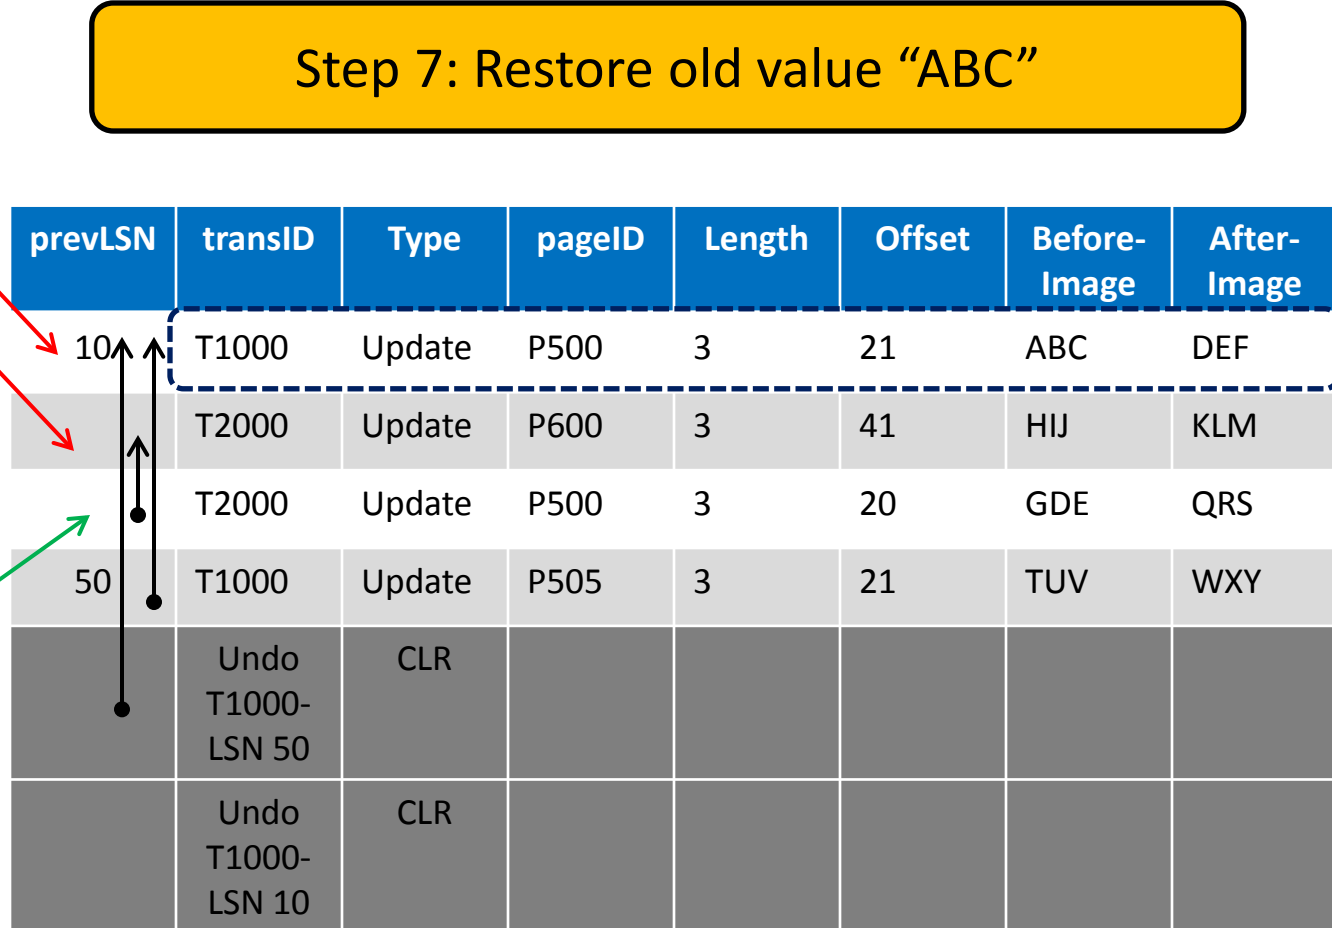 Step 7: Restore old value “ABC”
prevLSN transID Type pageID Length Offset Before-Image After-Image
10 T1000 Update P500 3 21 ABC DEF
T2000 Update P600 3 41 HIJ KLM
T2000 Update P500 3 20 GDE QRS
50 T1000 Update P505 3 21 TUV WXY
Undo CLR
T1000-
LSN 50
Undo CLR
T1000-
LSN 10